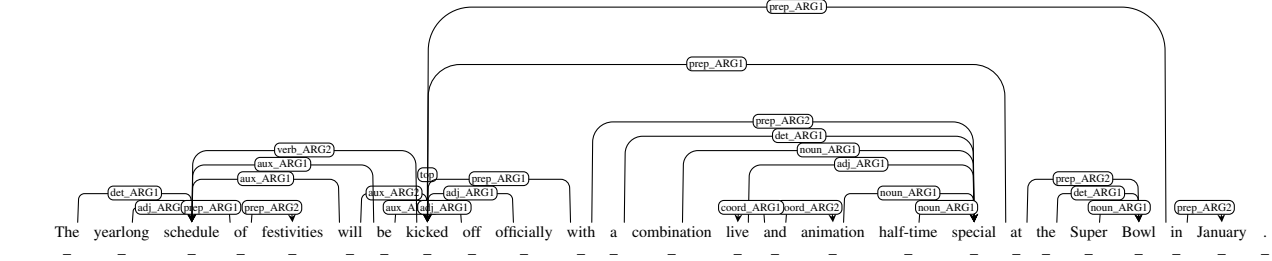 prep_ARG1
prep_ARG1
prep_ARG2
det_ARG1
verb_ARG2 noun_ARG1
aux_ARG1 adj_ARG1
top
aux_ARG1 prep_ARG1 prep_ARG2
det_ARG1 aux_ARG2 adj_ARG1 noun_ARG1 det_ARG1
prep_ARG1 prep_ARG2 adj_ARG1 coord_ARG1 noun_ARG1 noun_ARG1 prep_ARG2
The yearlong schedule of festivities will be kicked off officially with a combination live and animation half-time special at the Super Bowl in January .